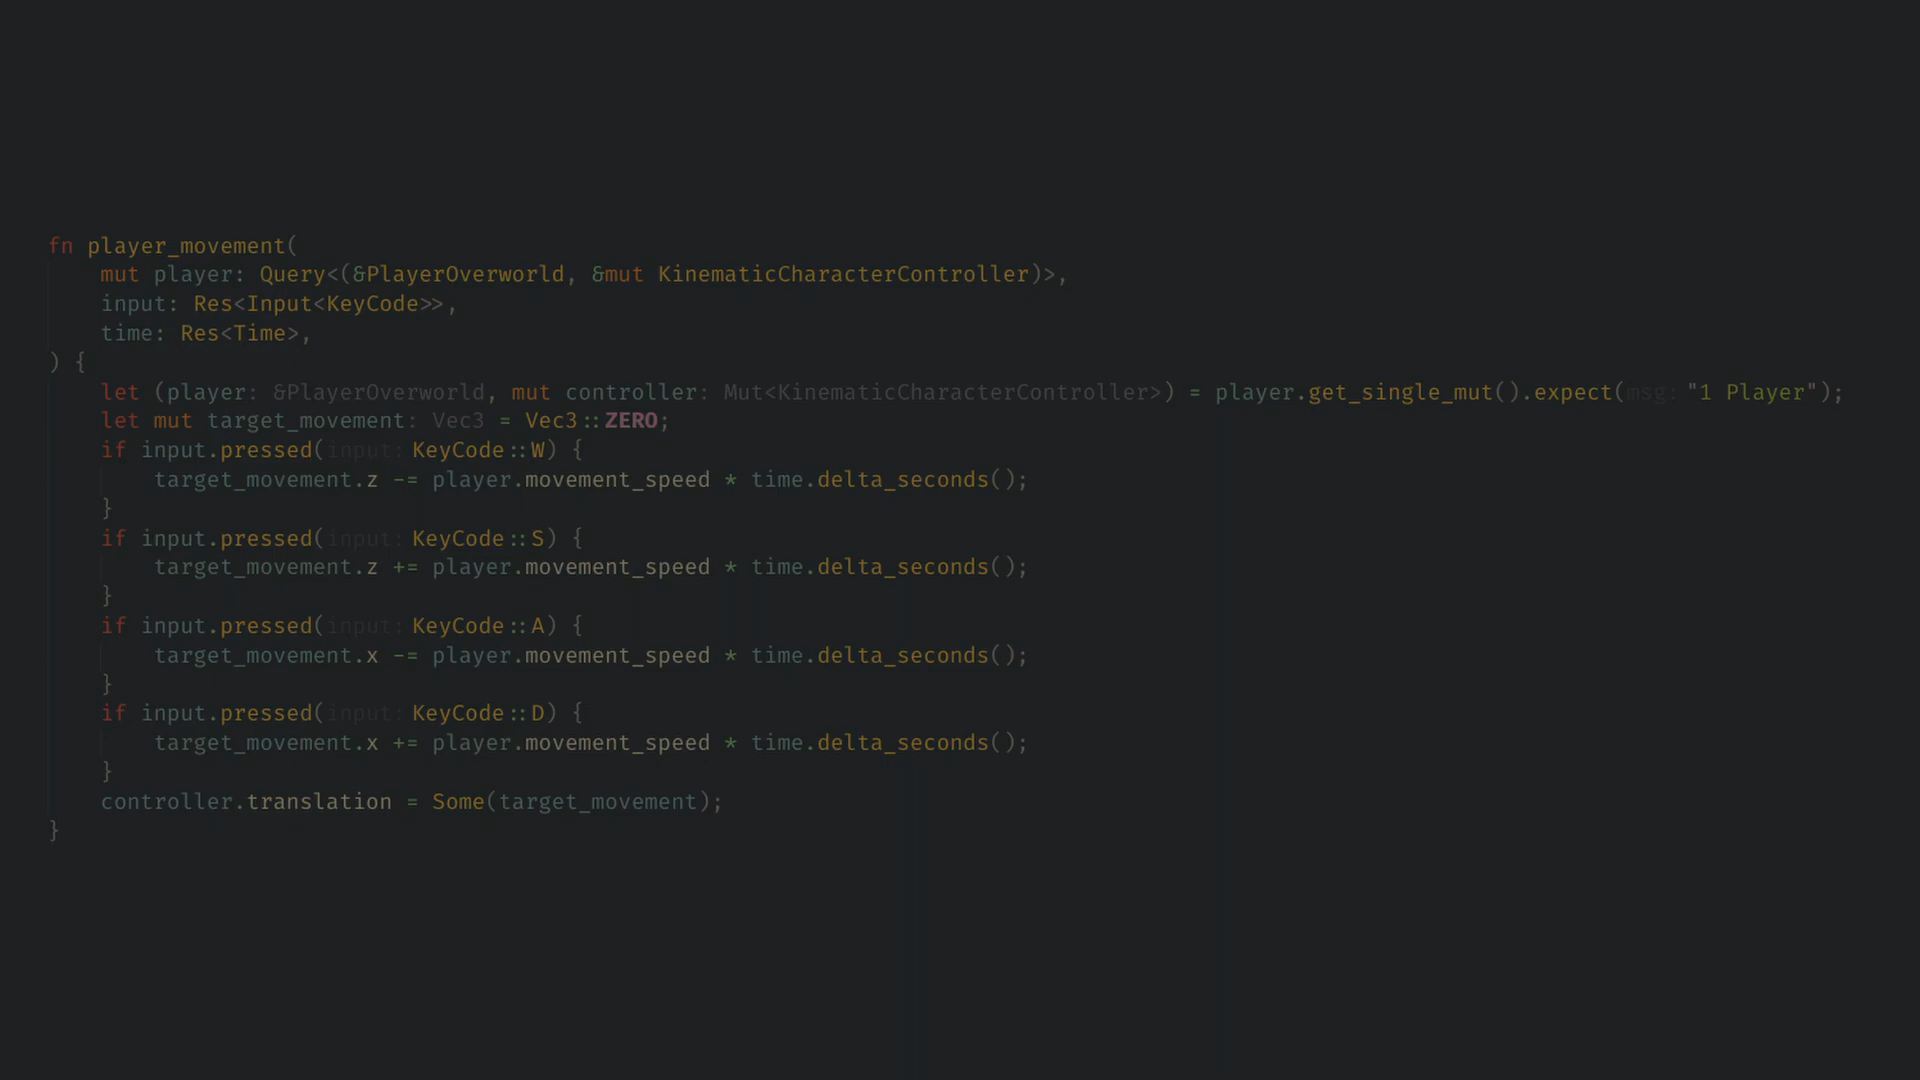 fn player_movement(
    mut player: Query<(&PlayerOverworld, &mut KinematicCharacterController)>,
    input: Res<Input<KeyCode>>,
    time: Res<Time>,
) {
    let (player: &PlayerOverworld, mut controller: Mut<KinematicCharacterController>) = player.get_single_mut().expect(msg: "1 Player");
    let mut target_movement: Vec3 = Vec3::ZERO;
    if input.pressed(input: KeyCode::W) {
        target_movement.z -= player.movement_speed * time.delta_seconds();
    }
    if input.pressed(input: KeyCode::S) {
        target_movement.z += player.movement_speed * time.delta_seconds();
    }
    if input.pressed(input: KeyCode::A) {
        target_movement.x -= player.movement_speed * time.delta_seconds();
    }
    if input.pressed(input: KeyCode::D) {
        target_movement.x += player.movement_speed * time.delta_seconds();
    }
    controller.translation = Some(target_movement);
}